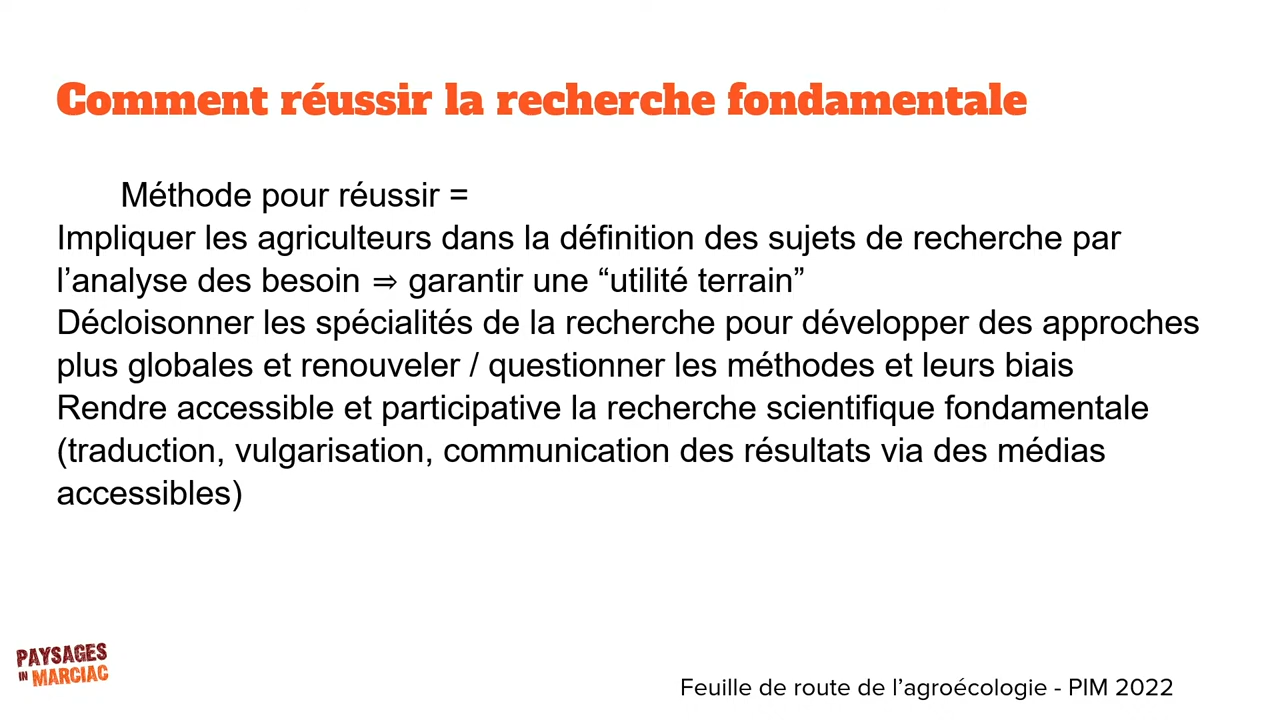 Comment réussir la recherche fondamentale
Méthode pour réussir =
Impliquer les agriculteurs dans la définition des sujets de recherche par
l’analyse des besoin ⇒ garantir une “utilité terrain”
Décloisonner les spécialités de la recherche pour développer des approches
plus globales et renouveler / questionner les méthodes et leurs biais
Rendre accessible et participative la recherche scientifique fondamentale
(traduction, vulgarisation, communication des résultats via des médias
accessibles)
PAYSAGES
IN MARCIAC
Feuille de route de l’agroécologie - PIM 2022